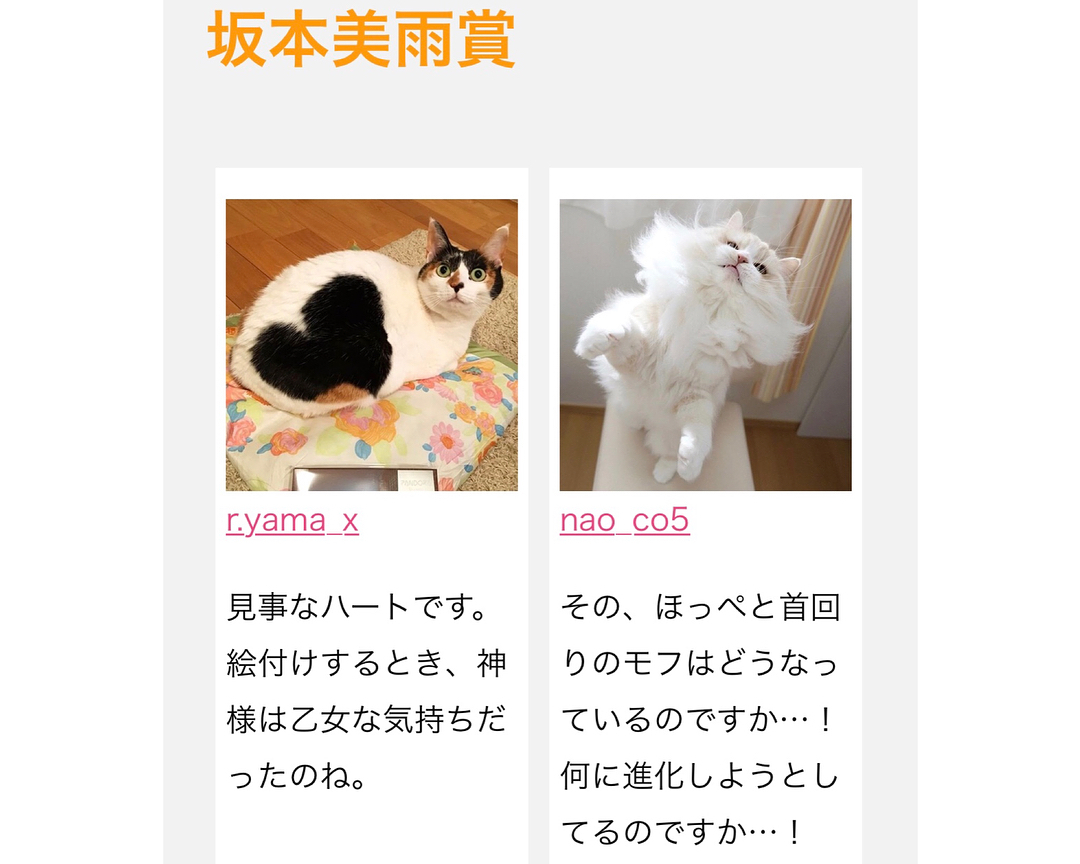 坂本美雨賞
r.yama_x
見事なハートです。
絵付けするとき、神
様は乙女な気持ちだ
ったのね。
nao_co5
その、ほっぺと首回
りのモフはどうなっ
ているのですか…！
何に進化しようとし
てるのですか…！